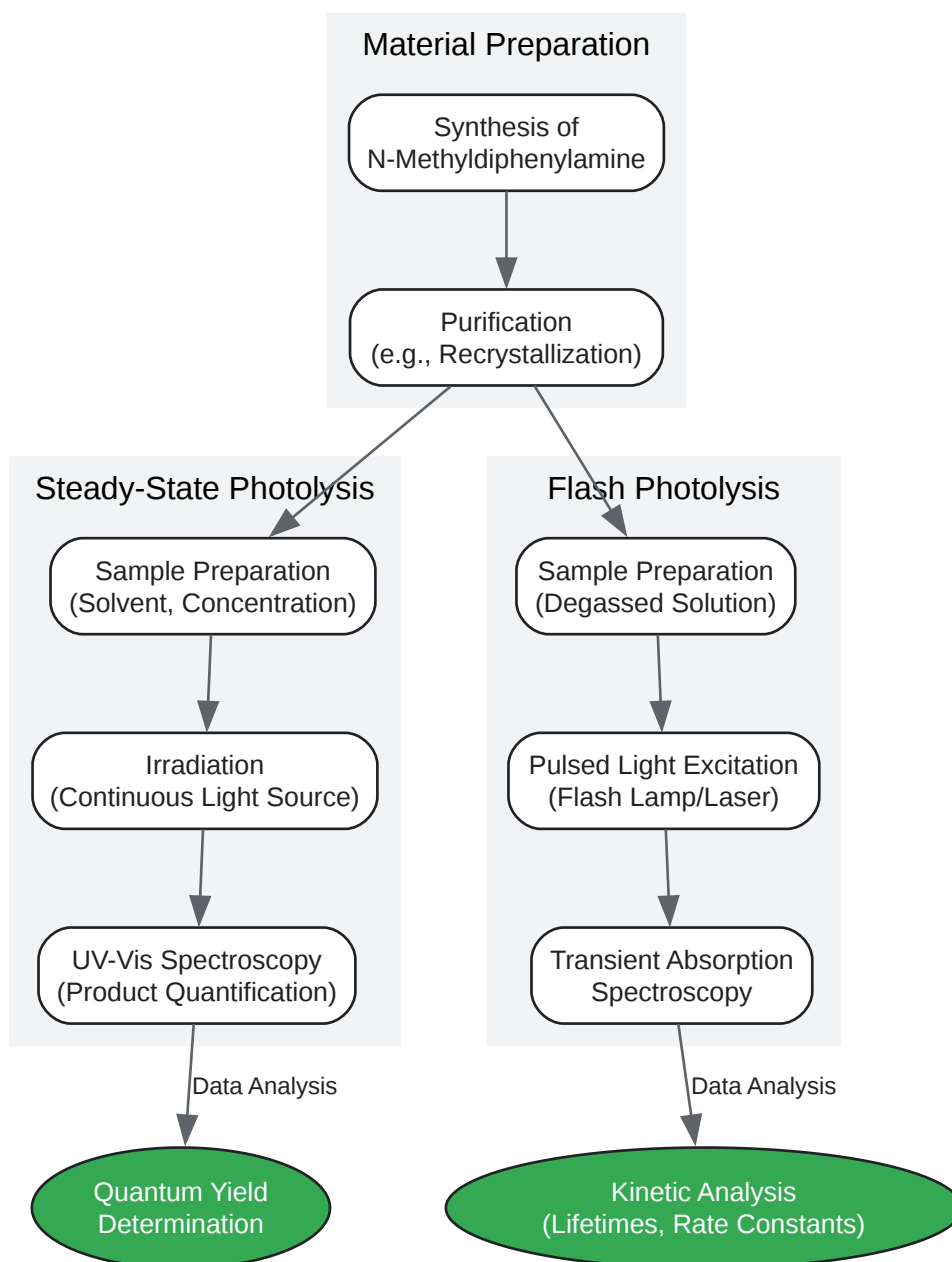 Material Preparation
Synthesis of
N-Methyldiphenylamine
Purification
(e.g., Recrystallization)
Steady-State Photolysis
Sample Preparation
(Solvent, Concentration)
Irradiation
(Continuous Light Source)
UV-Vis Spectroscopy
(Product Quantification)
Data Analysis
Quantum Yield
Determination
Flash Photolysis
Sample Preparation
(Degassed Solution)
Pulsed Light Excitation
(Flash Lamp/Laser)
Transient Absorption
Spectroscopy
Data Analysis
Kinetic Analysis
(Lifetimes, Rate Constants)